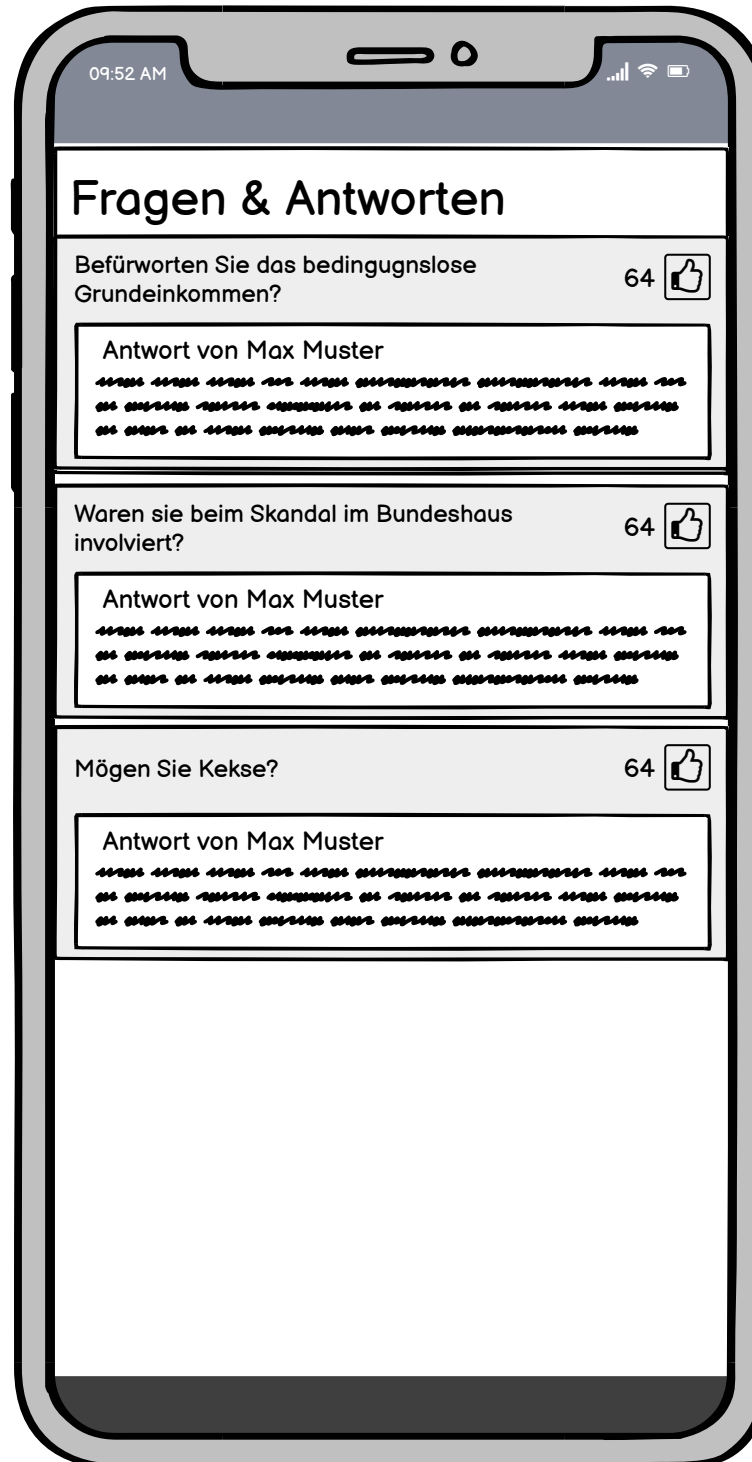 09:52 AM
Fragen & Antworten
Befürworten Sie das bedingugnslose
Grundeinkommen?
64
Antwort von Max Muster
Waren sie beim Skandal im Bundeshaus
involviert?
64
Antwort von Max Muster
Mögen Sie Kekse?
64
Antwort von Max Muster